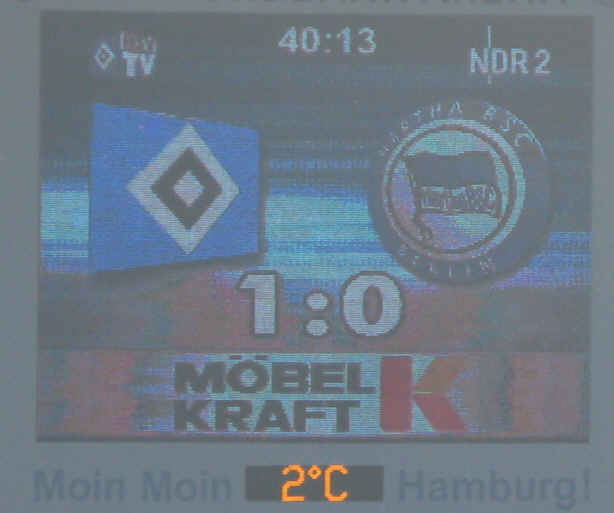 TV
40:13
NDR 2
HERTHA BSC
BERLIN
1:0
MÖBEL
KRAFT
K
Moin Moin 2°C Hamburg!